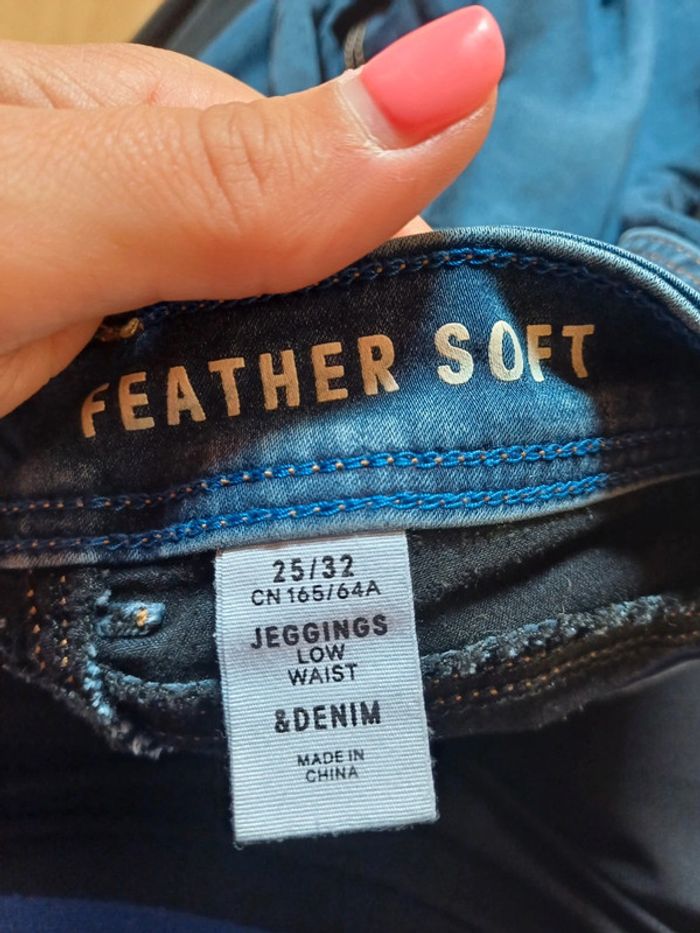 FEATHER SOFT
25/32
CN 165/64A
JEGGINGS
LOW
WAIST
&DENIM
MADE IN
CHINA